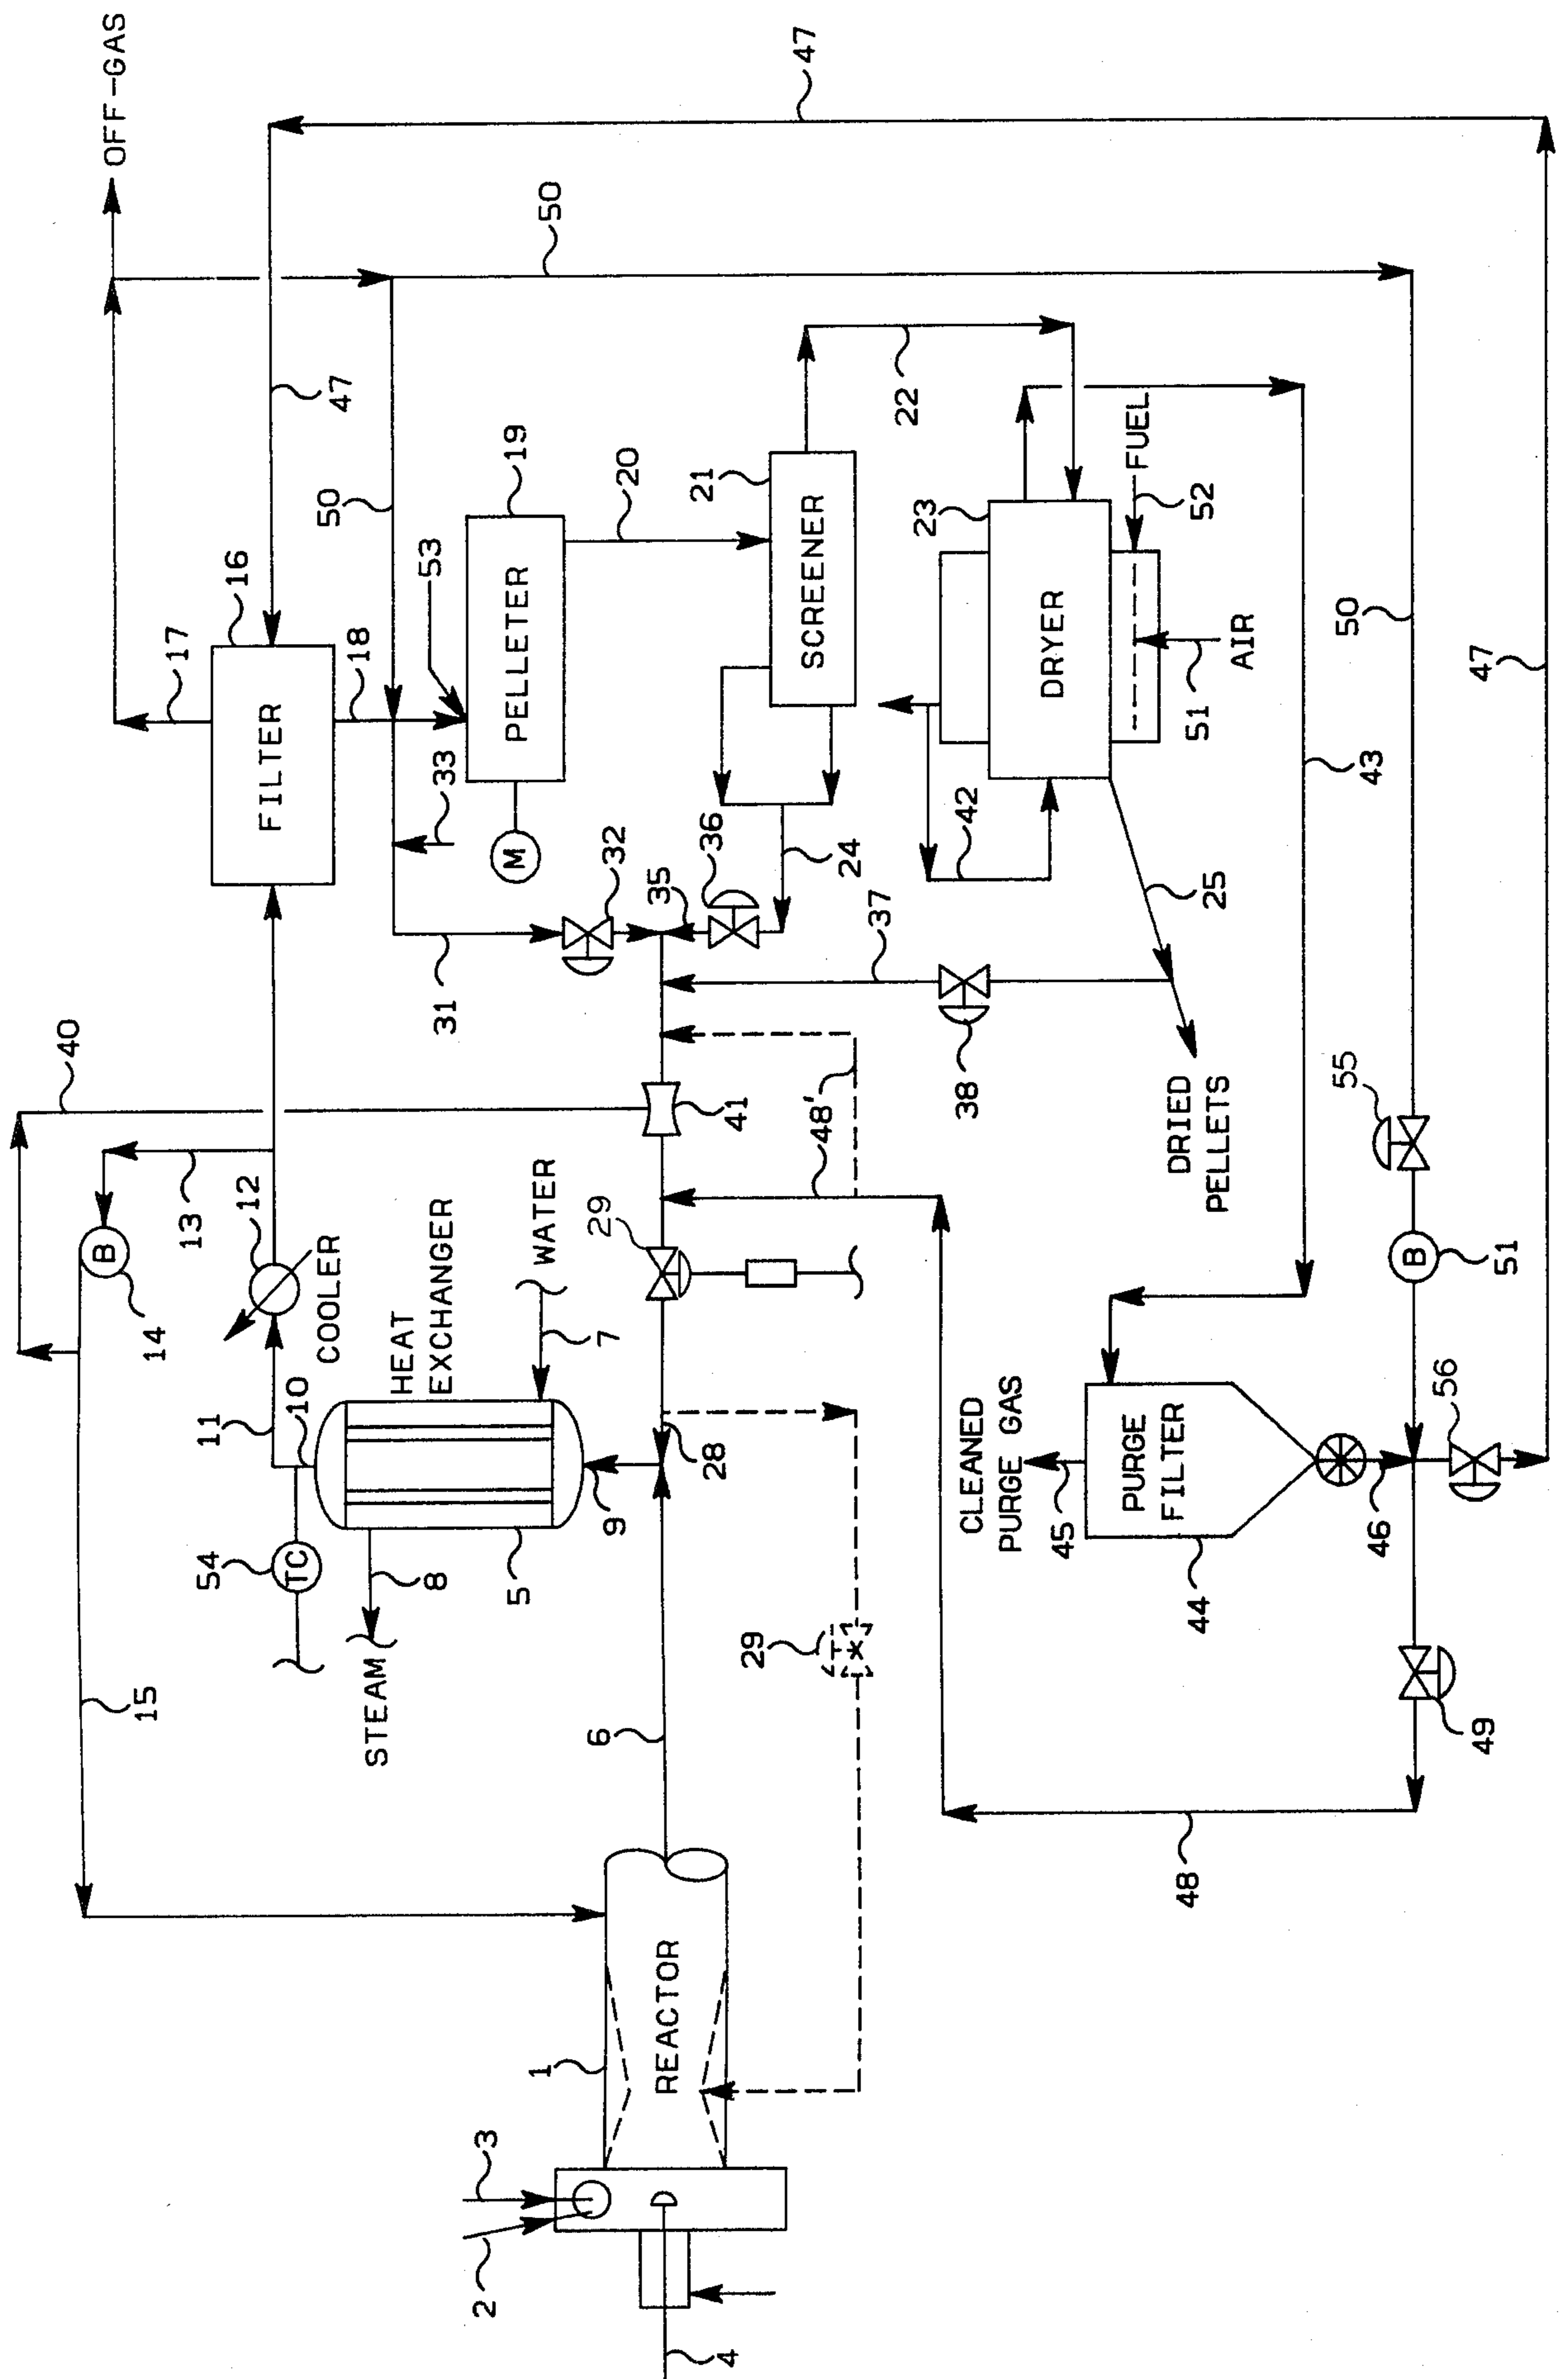 OFF-GAS
40
B
15
14
13
17
54
11
12
16
10
TC
FILTER
COOLER
47
50
18
STEAM
HEAT
EXCHANGER
8
31
33
53
47
50
3
2
5
WATER
M
PELLETER
19
1
6
9
7
29
32
20
REACTOR
35
4
28
41
36
21
29
48'
SCREENER
24
37
22
42
23
38
CLEANED
PURGE GAS
DRYER
45
25
FUEL
52
DRIED
PELLETS
51
AIR
PURGE
FILTER
48
44
46
55
43
49
56
B
51
50
47